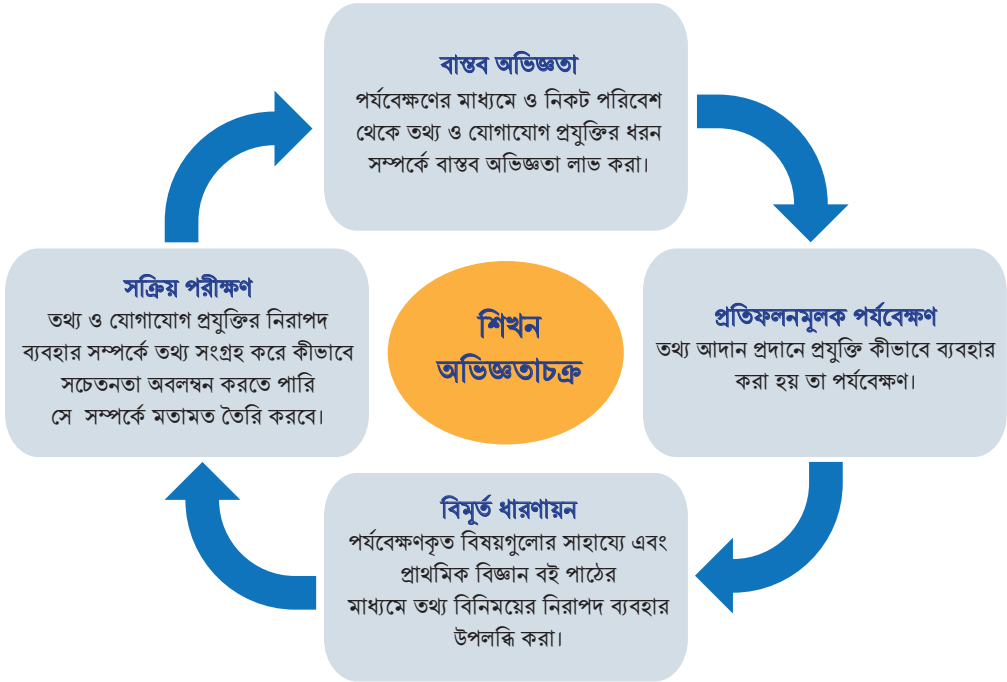 বাস্তব অভিজ্ঞতা
পর্যবেক্ষণের মাধ্যমে ও নিকট পরিবেশ
থেকে তথ্য ও যোগাযোগ প্রযুক্তির ধরন
সম্পর্কে বাস্তব অভিজ্ঞতা লাভ করা।
প্রতিফলনমূলক পর্যবেক্ষণ
তথ্য আদান প্রদানে প্রযুক্তি কীভাবে ব্যবহার
করা হয় তা পর্যবেক্ষণ।
বিমূর্ত ধারণায়ন
পর্যবেক্ষণকৃত বিষয়গুলোর সাহায্যে এবং
প্রাথমিক বিজ্ঞান বই পাঠের
মাধ্যমে তথ্য বিনিময়ের নিরাপদ ব্যবহার
উপলব্ধি করা।
সক্রিয় পরীক্ষণ
তথ্য ও যোগাযোগ প্রযুক্তির নিরাপদ
ব্যবহার সম্পর্কে তথ্য সংগ্রহ করে কীভাবে
সচেতনতা অবলম্বন করতে পারি
সে সম্পর্কে মতামত তৈরি করবে।
শিখন
অভিজ্ঞতাচক্র